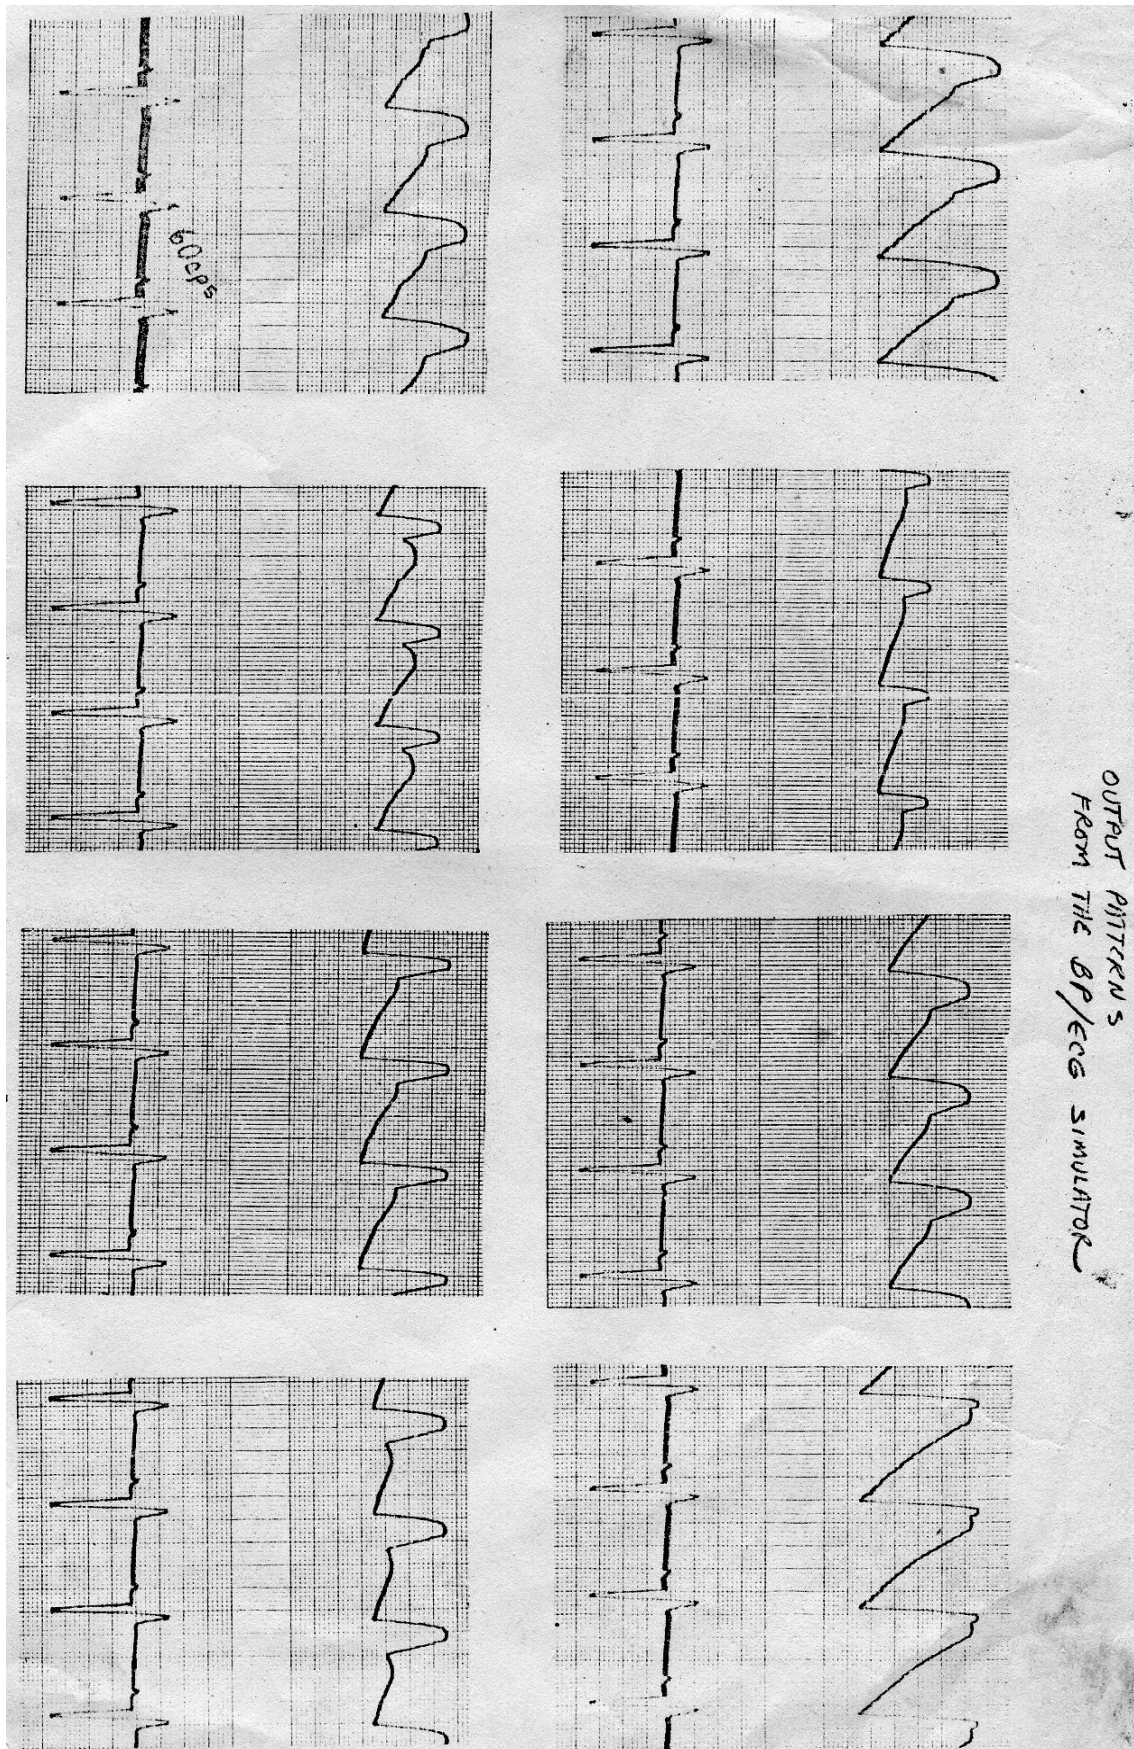 OUTPUT PATTERNS
FROM THE BP/ECG SIMULATOR
60cps